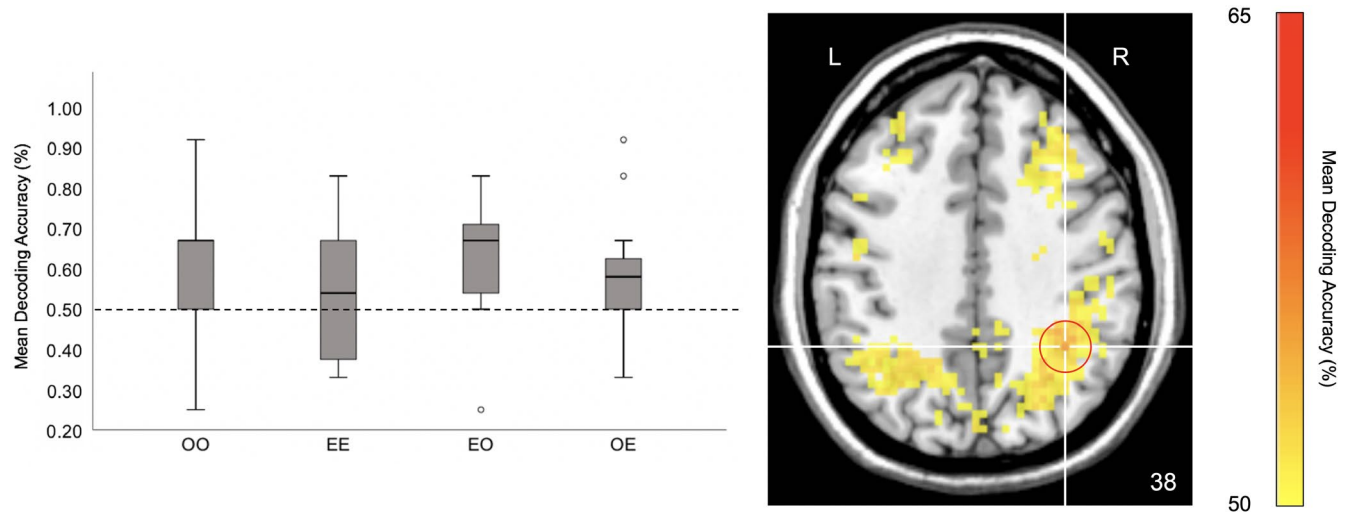 Mean Decoding Accuracy (%)
1.00
0.90
0.80
0.70
0.60
0.50
0.40
0.30
0.20
OO
EE
EO
OE
L
R
38
65
50
Mean Decoding Accuracy (%)